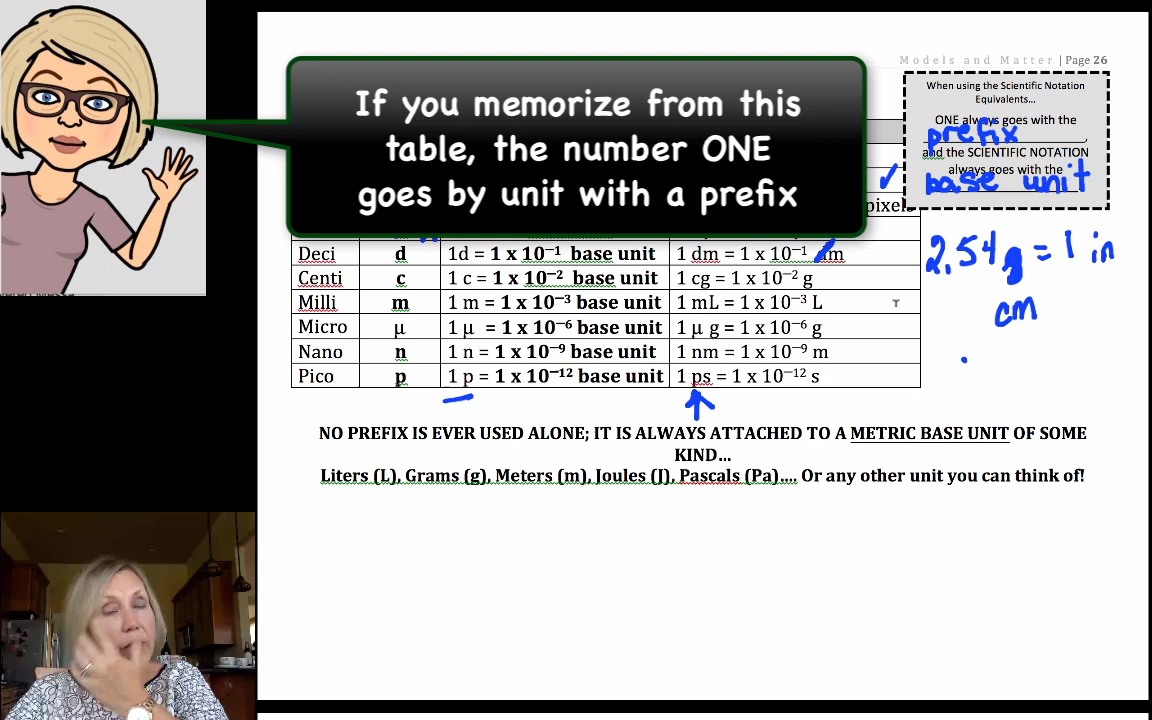 Models and Matter | Page 26
If you memorize from this
table, the number ONE
goes by unit with a prefix
When using the Scientific Notation
Equivalents...
ONE always goes with the
prefix
and the SCIENTIFIC NOTATION
always goes with the
base unit
pixels
Deci d 1d = 1 x 10⁻¹ base unit 1 dm = 1 x 10⁻¹ dm
Centi c 1 c = 1 x 10⁻² base unit 1 cg = 1 x 10⁻² g
Milli m 1 m = 1 x 10⁻³ base unit 1 mL = 1 x 10⁻³ L
Micro μ 1 μ = 1 x 10⁻⁶ base unit 1 μ g = 1 x 10⁻⁶ g
Nano n 1 n = 1 x 10⁻⁹ base unit 1 nm = 1 x 10⁻⁹ m
Pico p 1 p = 1 x 10⁻¹² base unit 1 ps = 1 x 10⁻¹² s
2.54 g = 1 in
cm
NO PREFIX IS EVER USED ALONE; IT IS ALWAYS ATTACHED TO A METRIC BASE UNIT OF SOME
KIND...
Liters (L), Grams (g), Meters (m), Joules (J), Pascals (Pa).... Or any other unit you can think of!